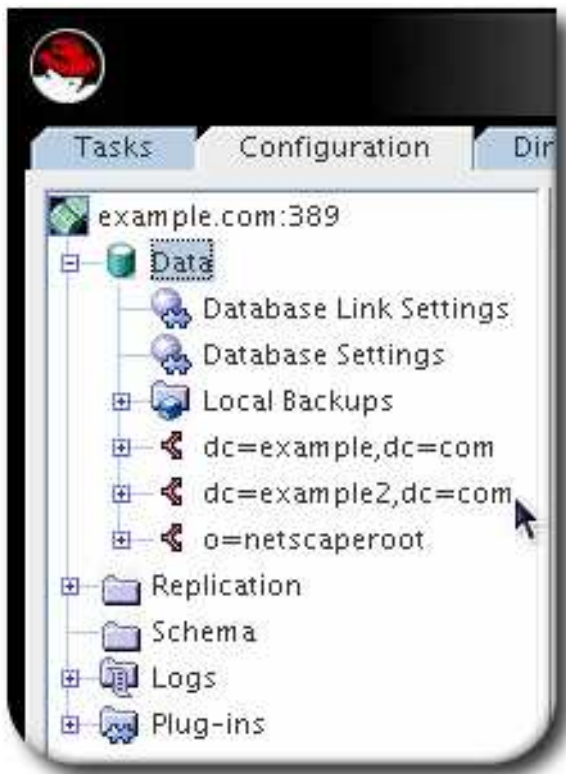 Tasks Configuration Dir
example.com:389
Data
Database Link Settings
Database Settings
Local Backups
dc=example,dc=com
dc=example2,dc=com
o=netscaperoot
Replication
Schema
Logs
Plug-ins